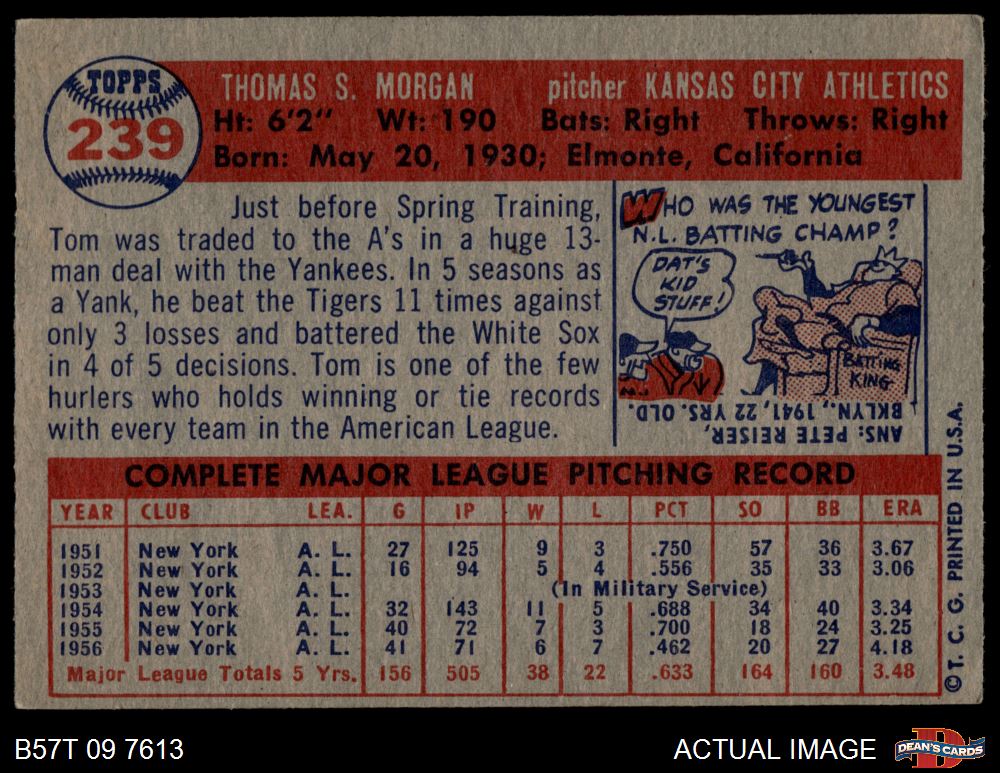 TOPPS
239
THOMAS S. MORGAN pitcher KANSAS CITY ATHLETICS
Ht: 6'2" Wt: 190 Bats: Right Throws: Right
Born: May 20, 1930; Elmonte, California
Just before Spring Training,
Tom was traded to the A's in a huge 13-
man deal with the Yankees. In 5 seasons as
a Yank, he beat the Tigers 11 times against
only 3 losses and battered the White Sox
in 4 of 5 decisions. Tom is one of the few
hurlers who holds winning or tie records
with every team in the American League.
WHO WAS THE YOUNGEST
N.L. BATTING CHAMP?
DAT'S
KID
STUFF!
BATTING
KING
ANS: PETE REISER,
BKLYN., 1941, 22 YRS. OLD.
COMPLETE MAJOR LEAGUE PITCHING RECORD
YEAR CLUB LEA. G IP W L PCT SO BB ERA
1951 New York A. L. 27 125 9 3 .750 57 36 3.67
1952 New York A. L. 16 94 5 4 .556 35 33 3.06
1953 New York A. L. (In Military Service)
1954 New York A. L. 32 143 11 5 .688 34 40 3.34
1955 New York A. L. 40 72 7 3 .700 18 24 3.25
1956 New York A. L. 41 71 6 7 .462 20 27 4.18
Major League Totals 5 Yrs. 156 505 38 22 .633 164 160 3.48
© T. C. G. PRINTED IN U.S.A.
B57T 09 7613 ACTUAL IMAGE
D
DEAN'S CARDS